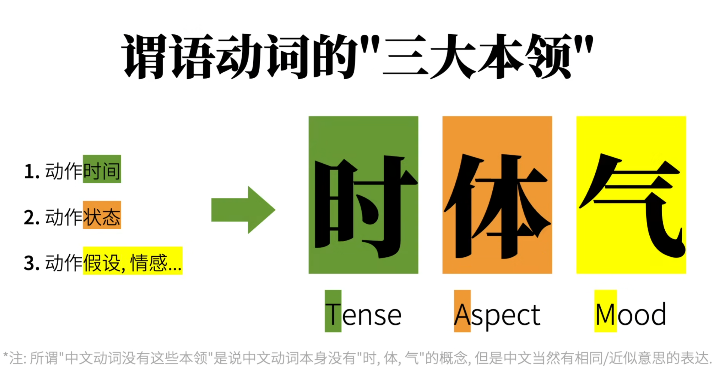 谓语动词的"三大本领"
1. 动作时间
2. 动作状态
3. 动作假设, 情感...
时 体 气
Tense Aspect Mood
*注: 所谓"中文动词没有这些本领"是说中文动词本身没有"时, 体, 气"的概念, 但是中文当然有相同/近似意思的表达.